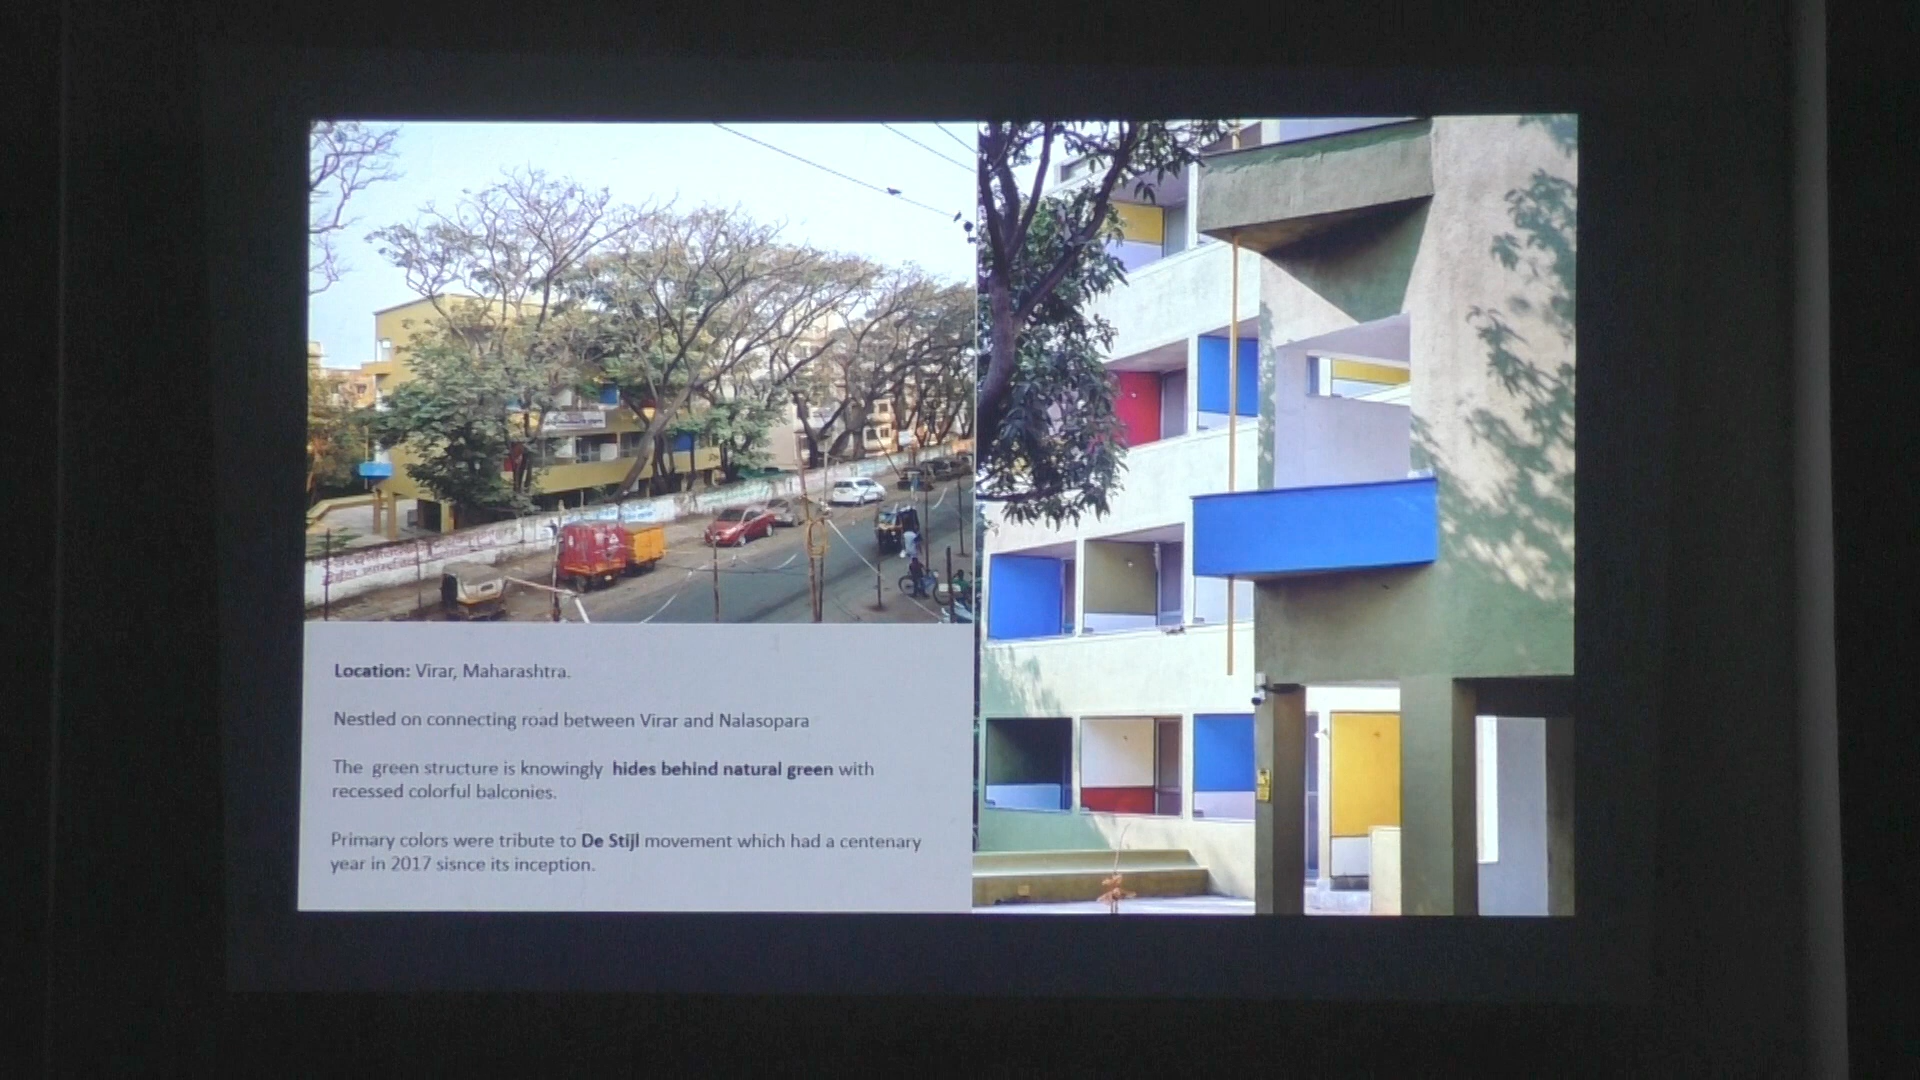 Location: Virar, Maharashtra.
Nestled on connecting road between Virar and Nalasopara
The green structure is knowingly hides behind natural green with
recessed colorful balconies.
Primary colors were tribute to De Stijl movement which had a centenary
year in 2017 sisnce its inception.